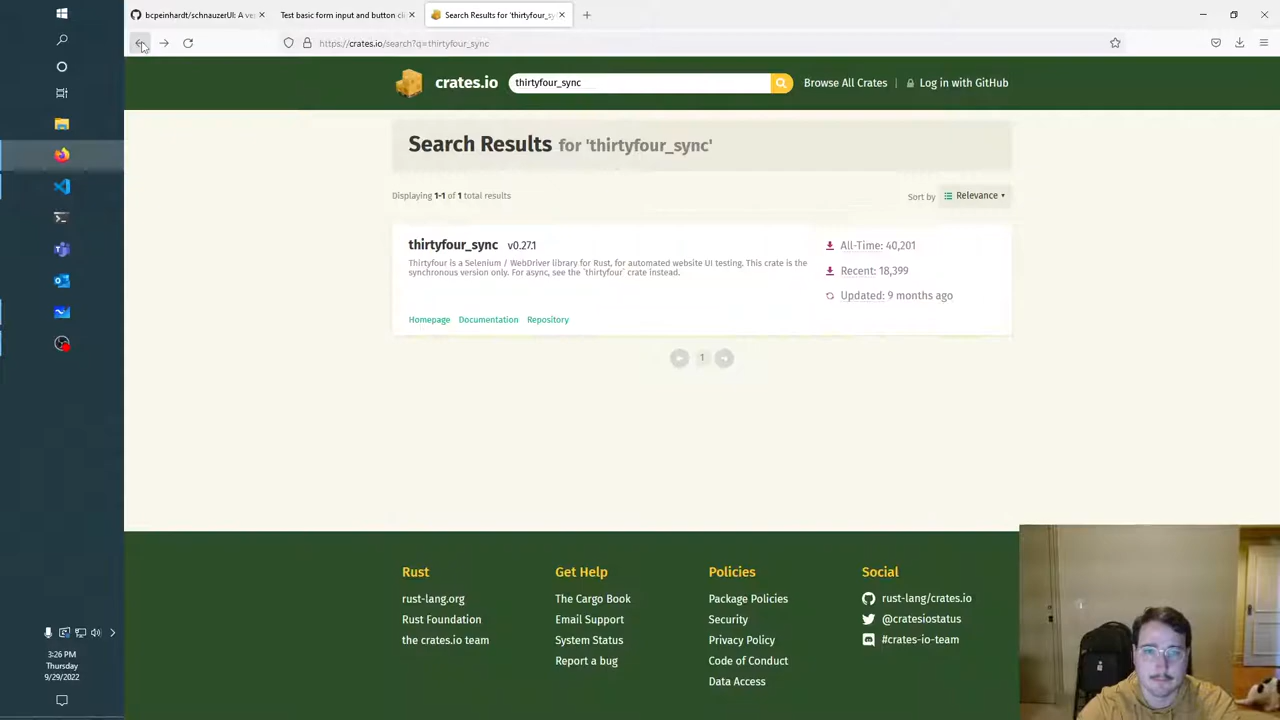 bcpeinhardt/schnauzerUI: A ve
Test basic form input and button cli
Search Results for 'thirtyfour_sy
https://crates.io/search?q=thirtyfour_sync
crates.io
thirtyfour_sync
Browse All Crates
Log in with GitHub
Search Results for 'thirtyfour_sync'
Displaying 1-1 of 1 total results
Sort by
Relevance
thirtyfour_sync v0.27.1
Thirtyfour is a Selenium / WebDriver library for Rust, for automated website UI testing. This crate is the
synchronous version only. For async, see the `thirtyfour` crate instead.
All-Time: 40,201
Recent: 18,399
Updated: 9 months ago
Homepage
Documentation
Repository
1
Rust
rust-lang.org
Rust Foundation
the crates.io team
Get Help
The Cargo Book
Email Support
System Status
Report a bug
Policies
Package Policies
Security
Privacy Policy
Code of Conduct
Data Access
Social
rust-lang/crates.io
@cratesiostatus
#crates-io-team
3:26 PM
Thursday
9/29/2022